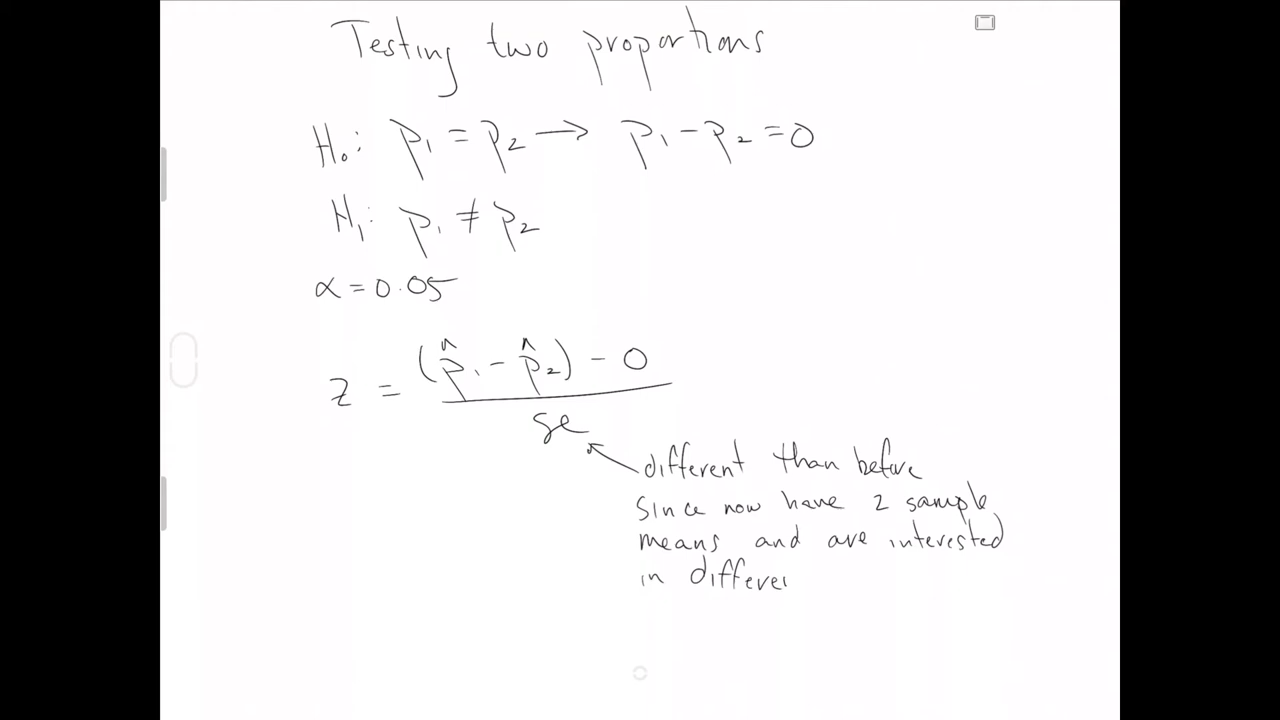 Testing two proportions
H₀: p₁ = p₂ → p₁ - p₂ = 0
H₁: p₁ ≠ p₂
α = 0.05
z = (p̂₁ - p̂₂) - 0
se
different than before
since now have 2 sample
means and are interested
in differen